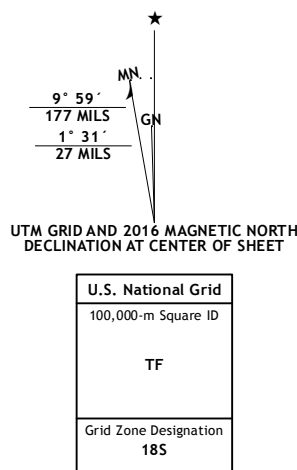 ★
MN
GN
9° 59´
177 MILS
1° 31´
27 MILS
UTM GRID AND 2016 MAGNETIC NORTH
DECLINATION AT CENTER OF SHEET
U.S. National Grid
100,000-m Square ID
TF
Grid Zone Designation
18S